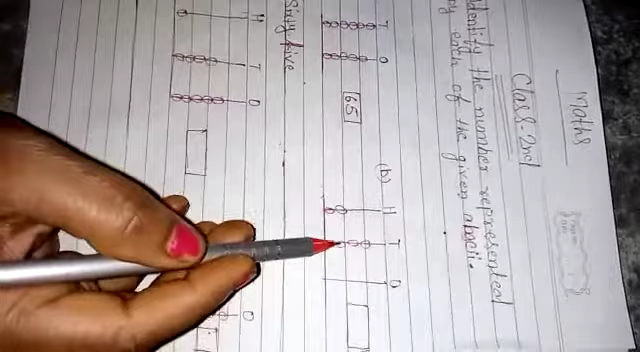 Maths
Class-2nd
Identify the number represented
by each of the given abacii.
T O
65
(b) H T O
Sixty five
H T O
O